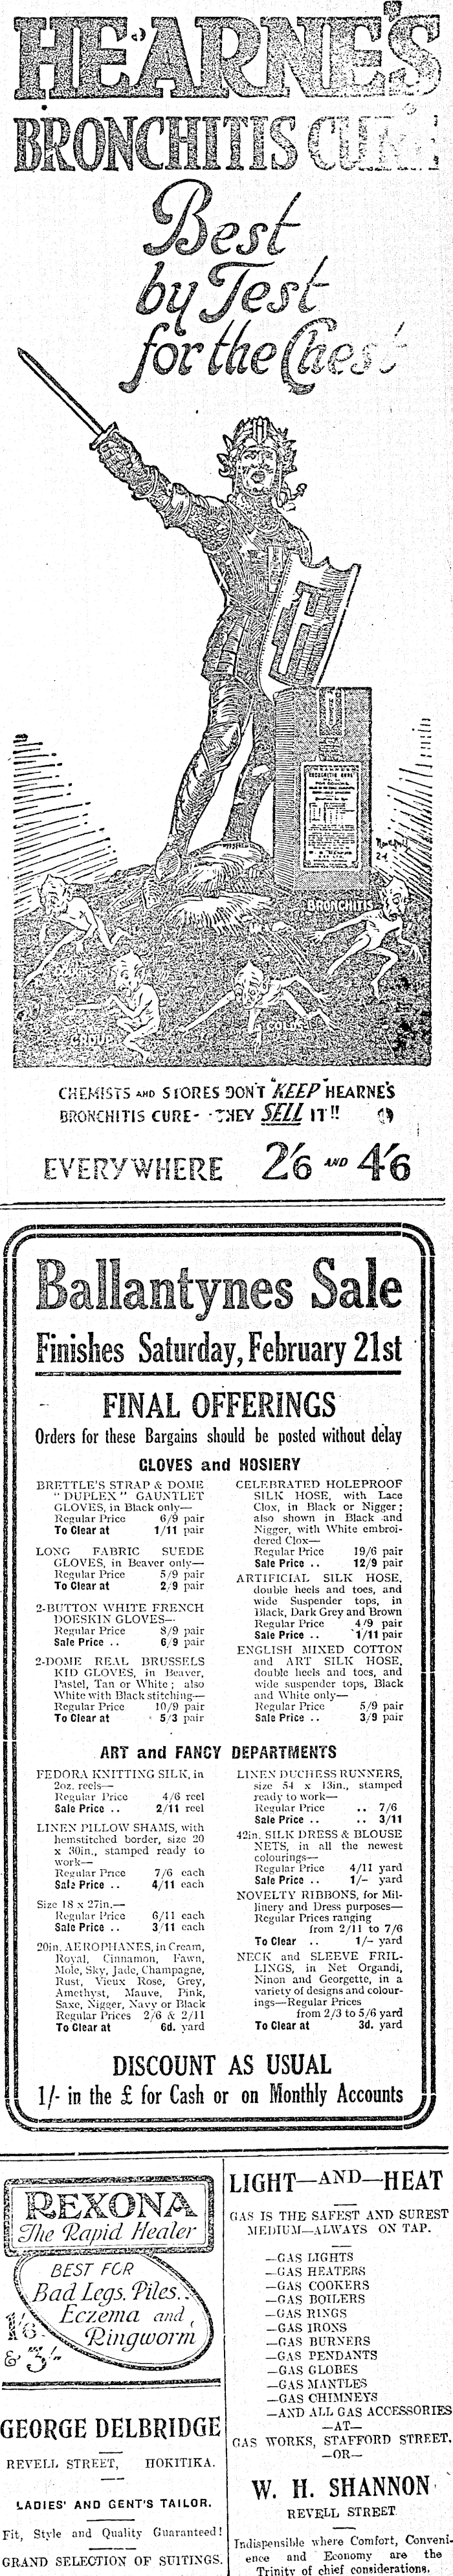 HEARNE'S
BRONCHITIS CURE
Best
by Test
for the Chest
BRONCHITIS
CROUP
COLDS
CHEMISTS AND STORES DON'T "KEEP" HEARNE'S
BRONCHITIS CURE- -THEY SELL IT!!
EVERYWHERE 2'6 AND 4'6
Ballantynes Sale
Finishes Saturday, February 21st
FINAL OFFERINGS
Orders for these Bargains should be posted without delay
GLOVES and HOSIERY
BRETTLE'S STRAP & DOME
"DUPLEX" GAUNTLET
GLOVES, in Black only—
Regular Price 6/9 pair
To Clear at 1/11 pair
LONG FABRIC SUEDE
GLOVES, in Beaver only—
Regular Price 5/9 pair
To Clear at 2/9 pair
2-BUTTON WHITE FRENCH
DOESKIN GLOVES—
Regular Price 8/9 pair
Sale Price .. 6/9 pair
2-DOME REAL BRUSSELS
KID GLOVES, in Beaver,
Pastel, Tan or White; also
White with Black stitching—
Regular Price 10/9 pair
To Clear at 5/3 pair
CELEBRATED HOLEPROOF
SILK HOSE, with Lace
Clox, in Black or Nigger;
also shown in Black and
Nigger, with White embroi-
dered Clox—
Regular Price 19/6 pair
Sale Price .. 12/9 pair
ARTIFICIAL SILK HOSE,
double heels and toes, and
wide Suspender tops, in
Black, Dark Grey and Brown
Regular Price 4/9 pair
Sale Price .. 1/11 pair
ENGLISH MIXED COTTON
and ART SILK HOSE,
double heels and toes, and
wide suspender tops, Black
and White only—
Regular Price 5/9 pair
Sale Price .. 3/9 pair
ART and FANCY DEPARTMENTS
FEDORA KNITTING SILK, in
2oz. reels—
Regular Price 4/6 reel
Sale Price .. 2/11 reel
LINEN PILLOW SHAMS, with
hemstitched border, size 20
x 30in., stamped ready to
work—
Regular Price 7/6 each
Sale Price .. 4/11 each
Size 18 x 27in.—
Regular Price 6/11 each
Sale Price .. 3/11 each
20in. AEROPHANES, in Cream,
Royal, Cinnamon, Fawn,
Mole, Sky, Jade, Champagne,
Rust, Vieux Rose, Grey,
Amethyst, Mauve, Pink,
Saxe, Nigger, Navy or Black
Regular Prices 2/6 & 2/11
To Clear at 6d. yard
LINEN DUCHESS RUNNERS,
size 54 x 13in., stamped
ready to work—
Regular Price .. 7/6
Sale Price .. .. 3/11
42in. SILK DRESS & BLOUSE
NETS, in all the newest
colourings—
Regular Price 4/11 yard
Sale Price .. 1/- yard
NOVELTY RIBBONS, for Mil-
linery and Dress purposes—
Regular Prices ranging
from 2/11 to 7/6
To Clear .. 1/- yard
NECK and SLEEVE FRIL-
LINGS, in Net Organdi,
Ninon and Georgette, in a
variety of designs and colour-
ings—Regular Prices
from 2/3 to 5/6 yard
To Clear at 3d. yard
DISCOUNT AS USUAL
1/- in the £ for Cash or on Monthly Accounts
REXONA
The Rapid Healer
BEST FOR
Bad Legs, Piles,
Eczema and
Ringworm
1'6
& 3'-
GEORGE DELBRIDGE
REVELL STREET, HOKITIKA.
LADIES' AND GENT'S TAILOR.
Fit, Style and Quality Guaranteed!
GRAND SELECTION OF SUITINGS.
LIGHT—AND—HEAT
GAS IS THE SAFEST AND SUREST
MEDIUM—ALWAYS ON TAP.
—GAS LIGHTS
—GAS HEATERS
—GAS COOKERS
—GAS BOILERS
—GAS RINGS
—GAS IRONS
—GAS BURNERS
—GAS PENDANTS
—GAS GLOBES
—GAS MANTLES
—GAS CHIMNEYS
—AND ALL GAS ACCESSORIES
—AT—
GAS WORKS, STAFFORD STREET.
—OR—
W. H. SHANNON
REVELL STREET
Indispensible where Comfort, Conveni-
ence and Economy are the
Trinity of chief considerations.